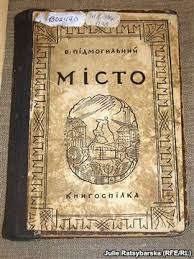 В. ПІДМОГИЛЬНИЙ
МІСТО
КНИГОСПІЛКА
Julie Ratsybarska (RFE/RL)